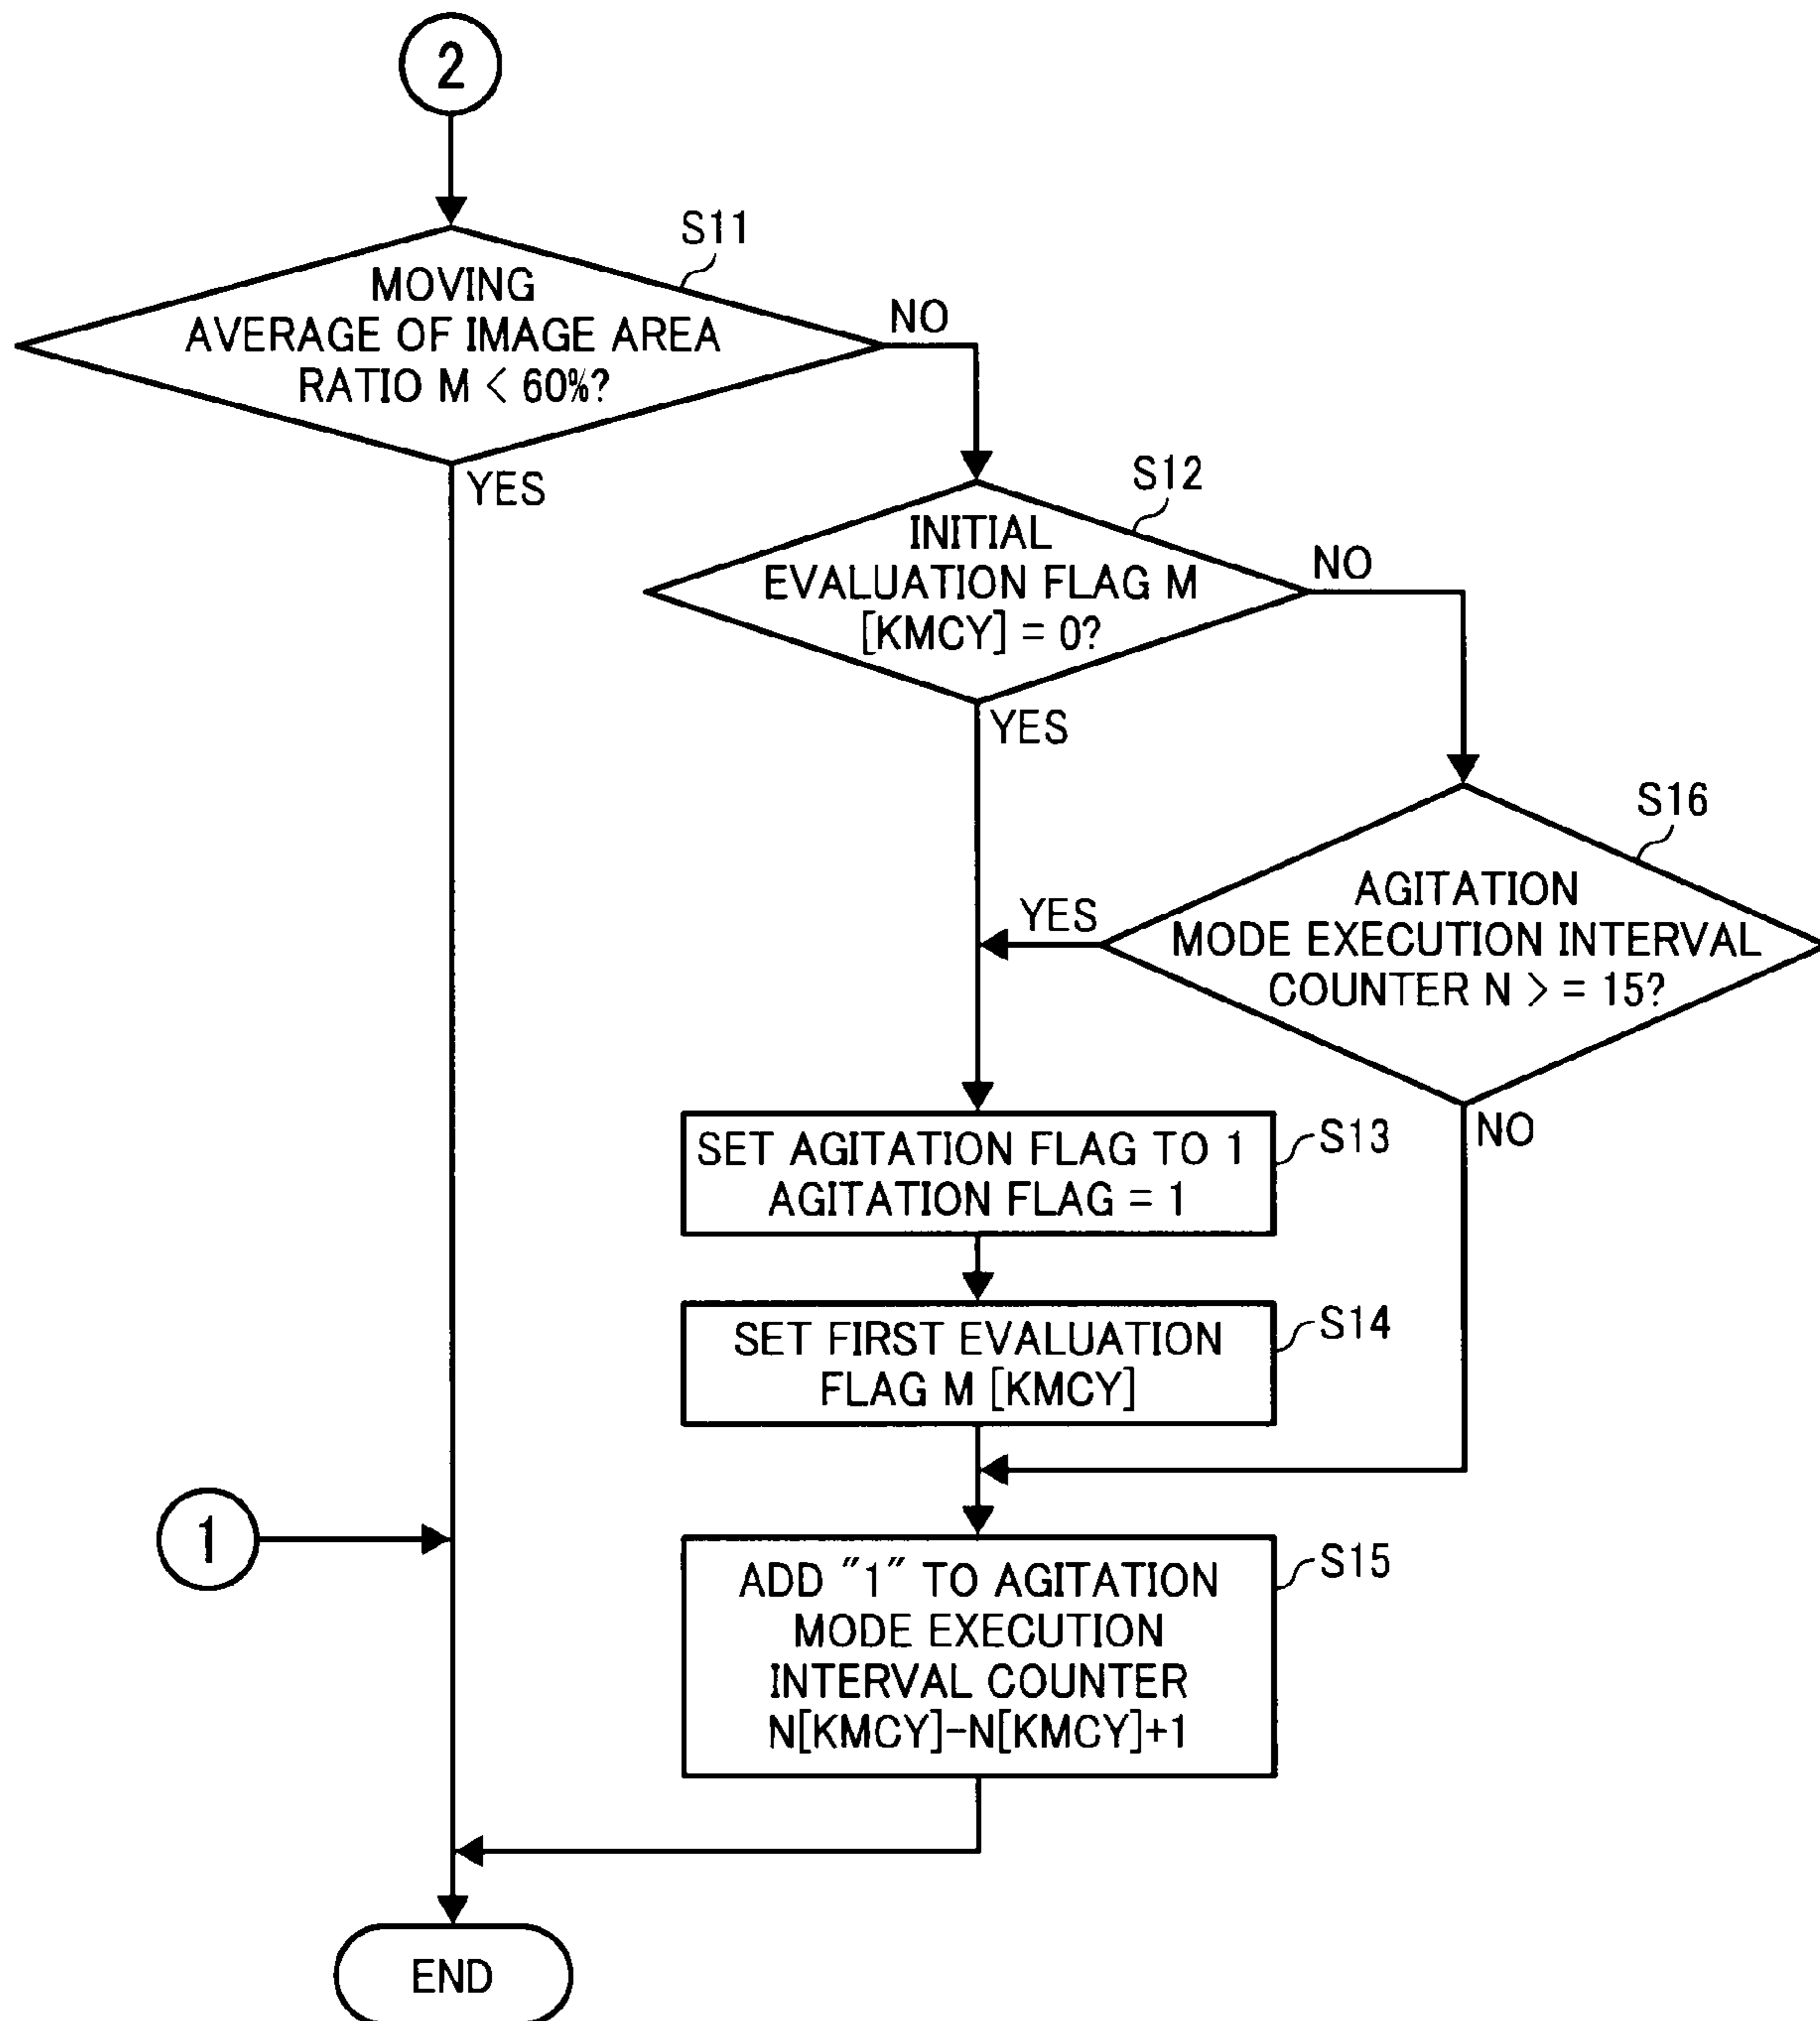 2
S11
MOVING
AVERAGE OF IMAGE AREA
RATIO M < 60%?
NO
YES
S12
INITIAL
EVALUATION FLAG M
[KMCY] = 0?
NO
YES
S16
AGITATION
MODE EXECUTION INTERVAL
COUNTER N > = 15?
YES
NO
SET AGITATION FLAG TO 1
AGITATION FLAG = 1
S13
SET FIRST EVALUATION
FLAG M [KMCY]
S14
1
ADD "1" TO AGITATION
MODE EXECUTION
INTERVAL COUNTER
N[KMCY]-N[KMCY]+1
S15
END